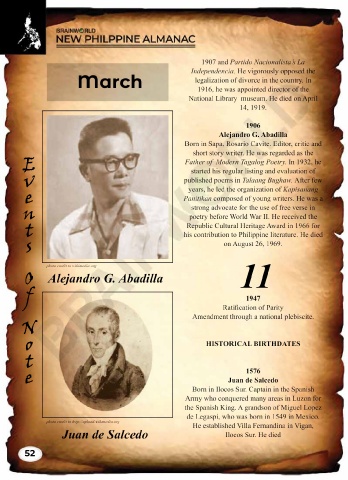 BRAINWORLD
NEW PHILPPINE ALMANAC
March
Events Of Note
photo credit to wikimedia.org
Alejandro G. Abadilla
Juan de Salcedo
52
1907 and Partido Nacionalista's La
Independencia. He vigorously opposed the
legalization of divorce in the country. In
1916, he was appointed director of the
National Library museum. He died on April
14, 1919.
1906
Alejandro G. Abadilla
Born in Sapa, Rosario Cavite. Editor, critic and
short story writer. He was regarded as the
Father of Modern Tagalog Poetry. In 1932, he
started his regular listing and evaluation of
published poems in Talaang Bughaw. After few
years, he led the organization of Kapisanang
Panitikan composed of young writers. He was a
strong advocate for the use of free verse in
poetry before World War II. He received the
Republic Cultural Heritage Award in 1966 for
his contribution to Philippine literature. He died
on August 26, 1969.
11
1947
Ratification of Parity
Amendment through a national plebiscite.
HISTORICAL BIRTHDATES
1576
Juan de Salcedo
Born in Ilocos Sur. Captain in the Spanish
Army who conquered many areas in Luzon for
the Spanish King. A grandson of Miguel Lopez
de Legaspi, who was born in 1549 in Mexico.
He established Villa Fernandina in Vigan,
Ilocos Sur. He died